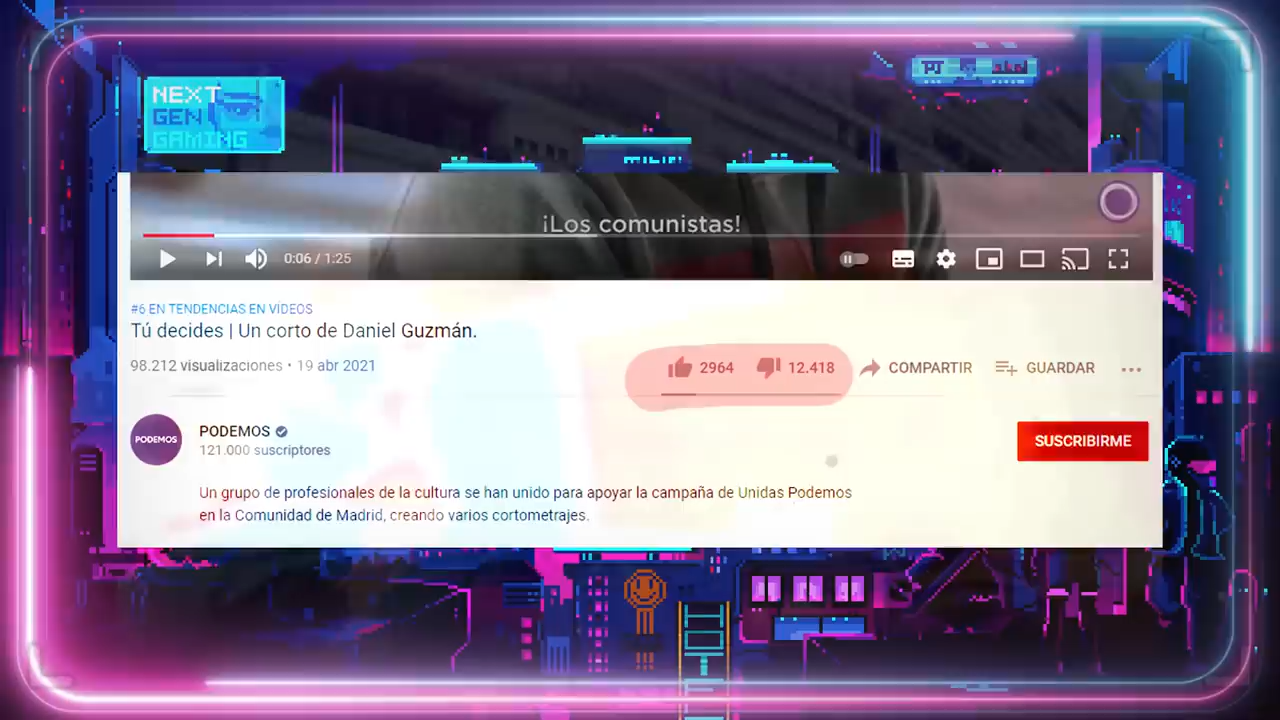 NEXT
GEN
GAMING
¡Los comunistas!
0:06 / 1:25
#6 EN TENDENCIAS EN VÍDEOS
Tú decides | Un corto de Daniel Guzmán.
98.212 visualizaciones • 19 abr 2021
2964 12.418 COMPARTIR GUARDAR
PODEMOS
PODEMOS
121.000 suscriptores
SUSCRIBIRME
Un grupo de profesionales de la cultura se han unido para apoyar la campaña de Unidas Podemos
en la Comunidad de Madrid, creando varios cortometrajes.